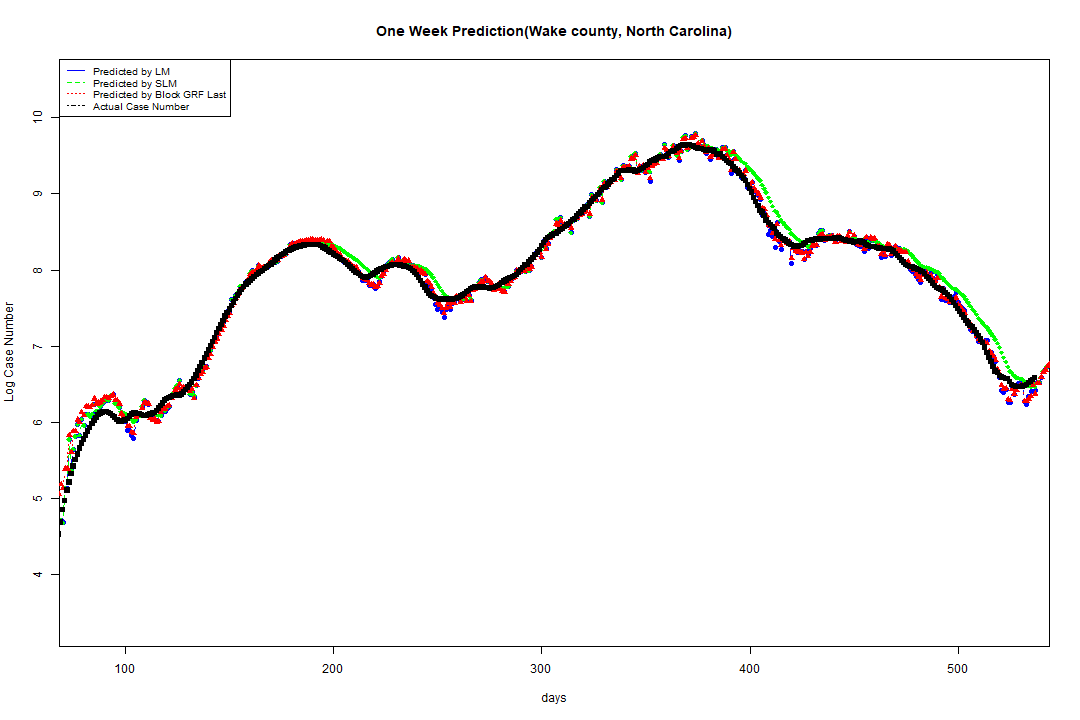 One Week Prediction(Wake county, North Carolina)
Predicted by LM
Predicted by SLM
Predicted by Block GRF Last
Actual Case Number
10
9
8
7
6
5
4
Log Case Number
100 200 300 400 500
days